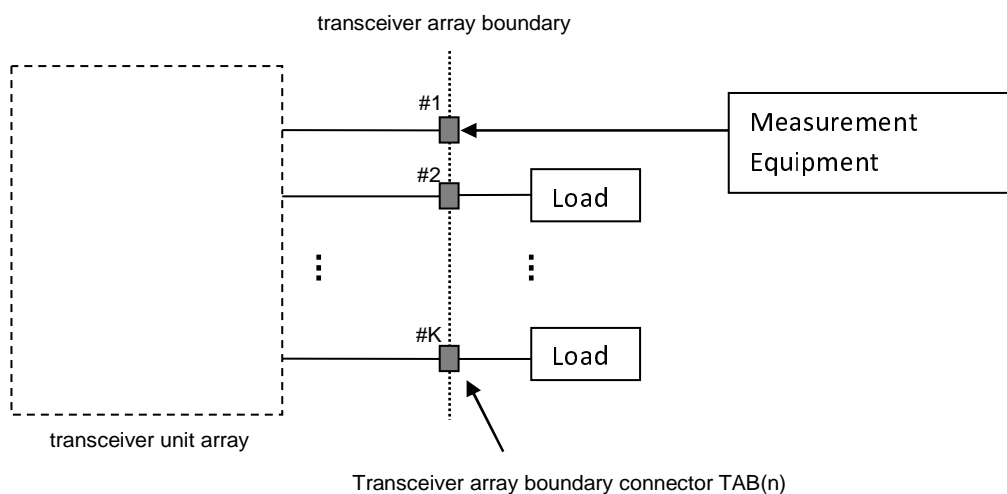 transceiver array boundary
#1
Measurement
Equipment
#2
Load
#K
Load
transceiver unit array
Transceiver array boundary connector TAB(n)